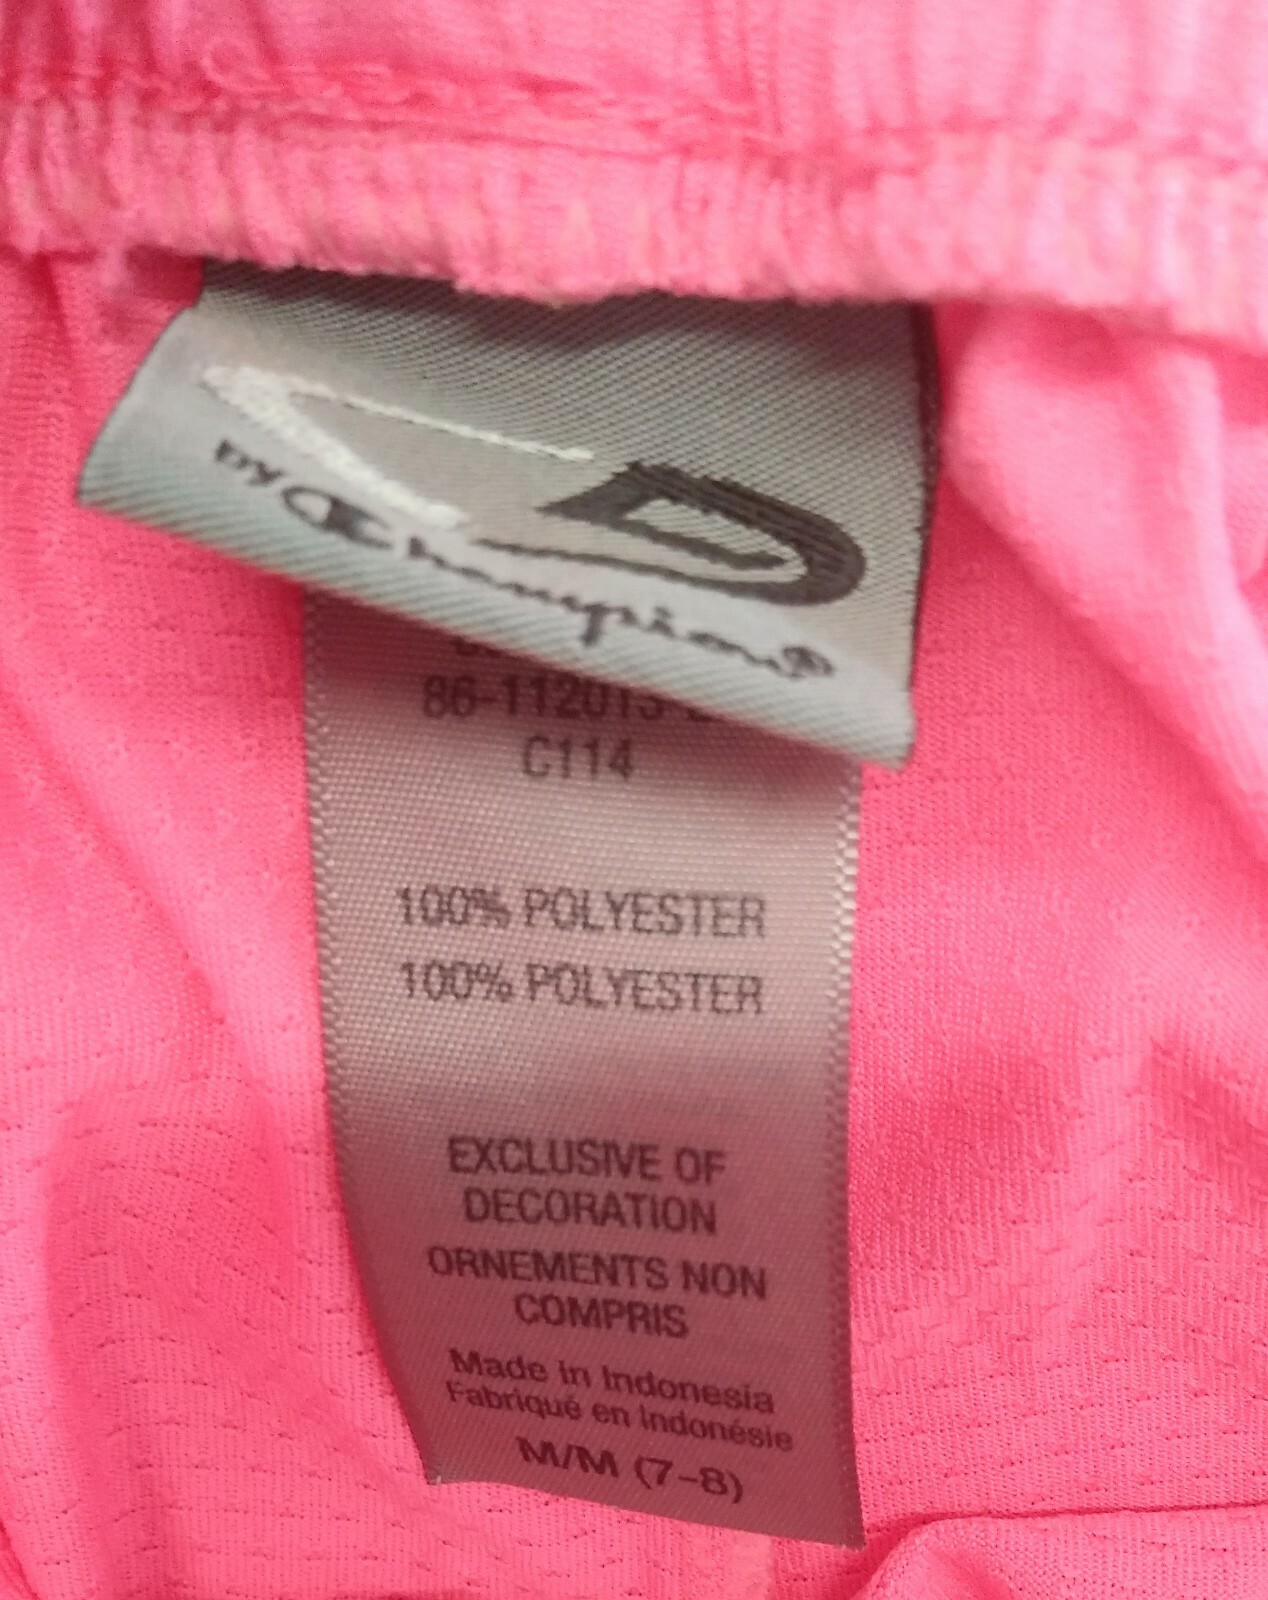 BY Champion®
C114
100% POLYESTER
100% POLYESTER
EXCLUSIVE OF
DECORATION
ORNEMENTS NON
COMPRIS
Made in Indonesia
Fabriqué en Indonésie
M/M (7-8)